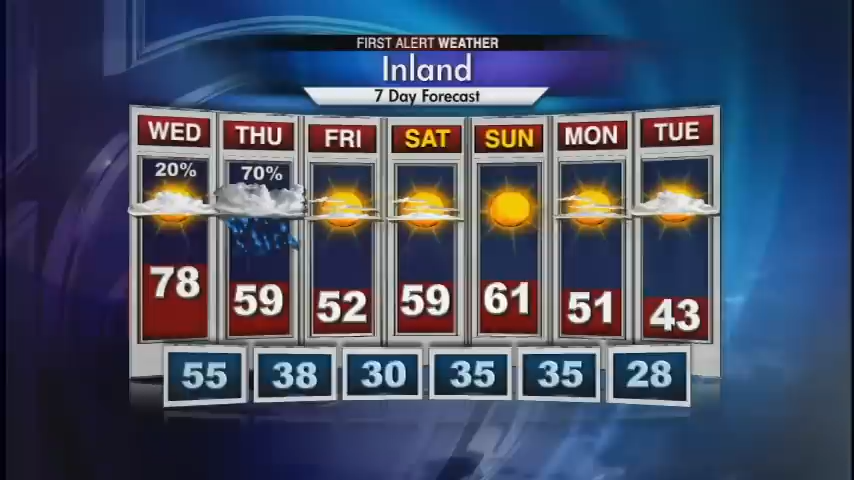 FIRST ALERT WEATHER
Inland
7 Day Forecast
WED THU FRI SAT SUN MON TUE
20% 70%
78 59 52 59 61 51 43
55 38 30 35 35 28